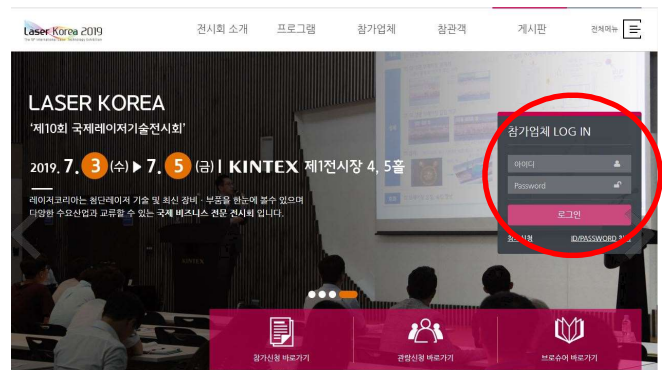 Laser Korea 2019
전시회 소개 프로그램 참가업체 참관객 게시판 전체메뉴
LASER KOREA
'제10회 국제레이저기술전시회'
2019. 7. 3 (수) ▶ 7. 5 (금) | KINTEX 제1전시장 4, 5홀
레이저코리아는 첨단레이저 기술 및 최신 장비 · 부품을 한눈에 볼수 있으며
다양한 수요산업과 교류할 수 있는 국제 비즈니스 전문 전시회 입니다.
참가업체 LOG IN
아이디
Password
로그인
ID/PASSWORD
KINTEX
참가신청 바로가기 관람신청 바로가기 브로슈어 바로가기